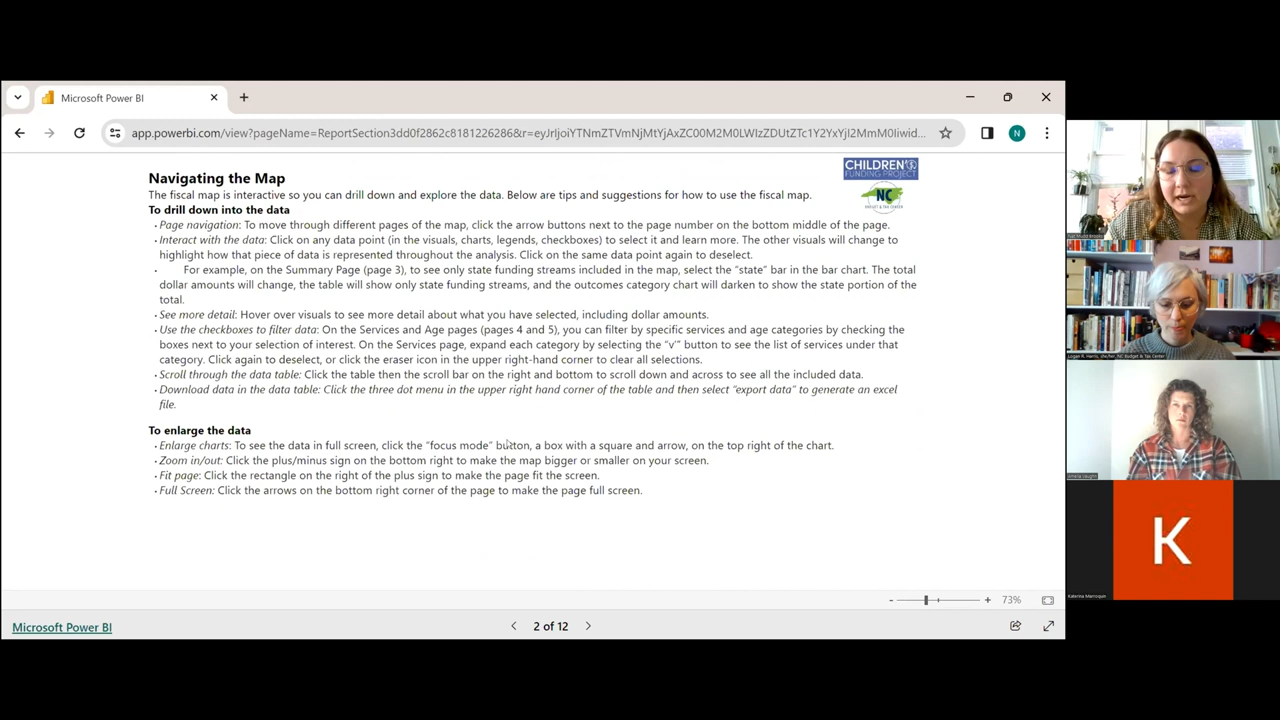 Microsoft Power BI
app.powerbi.com/view?pageName=ReportSection3dd0f2862c8181226286&r=eyJrIjoiYTNmZTVmNjMtYjAxZC00M2M0LWIzZDUtZTc1Y2YxYjI2MmM0Iiwid...
N
Navigating the Map
CHILDREN'S
FUNDING PROJECT
The fiscal map is interactive so you can drill down and explore the data. Below are tips and suggestions for how to use the fiscal map.
NC
BUDGET & TAX CENTER
To drill down into the data
• Page navigation: To move through different pages of the map, click the arrow buttons next to the page number on the bottom middle of the page.
• Interact with the data: Click on any data point (in the visuals, charts, legends, checkboxes) to select it and learn more. The other visuals will change to
highlight how that piece of data is represented throughout the analysis. Click on the same data point again to deselect.
• For example, on the Summary Page (page 3), to see only state funding streams included in the map, select the "state" bar in the bar chart. The total
dollar amounts will change, the table will show only state funding streams, and the outcomes category chart will darken to show the state portion of the
total.
• See more detail: Hover over visuals to see more detail about what you have selected, including dollar amounts.
• Use the checkboxes to filter data: On the Services and Age pages (pages 4 and 5), you can filter by specific services and age categories by checking the
boxes next to your selection of interest. On the Services page, expand each category by selecting the "v'" button to see the list of services under that
category. Click again to deselect, or click the eraser icon in the upper right-hand corner to clear all selections.
• Scroll through the data table: Click the table then the scroll bar on the right and bottom to scroll down and across to see all the included data.
• Download data in the data table: Click the three dot menu in the upper right hand corner of the table and then select "export data" to generate an excel
file.
To enlarge the data
• Enlarge charts: To see the data in full screen, click the "focus mode" button, a box with a square and arrow, on the top right of the chart.
• Zoom in/out: Click the plus/minus sign on the bottom right to make the map bigger or smaller on your screen.
• Fit page: Click the rectangle on the right of the plus sign to make the page fit the screen.
• Full Screen: Click the arrows on the bottom right corner of the page to make the page full screen.
- + 73%
Microsoft Power BI
2 of 12
Logan R. Harris, she/her, NC Budget & Tax Center
K
Katerina Marroquin